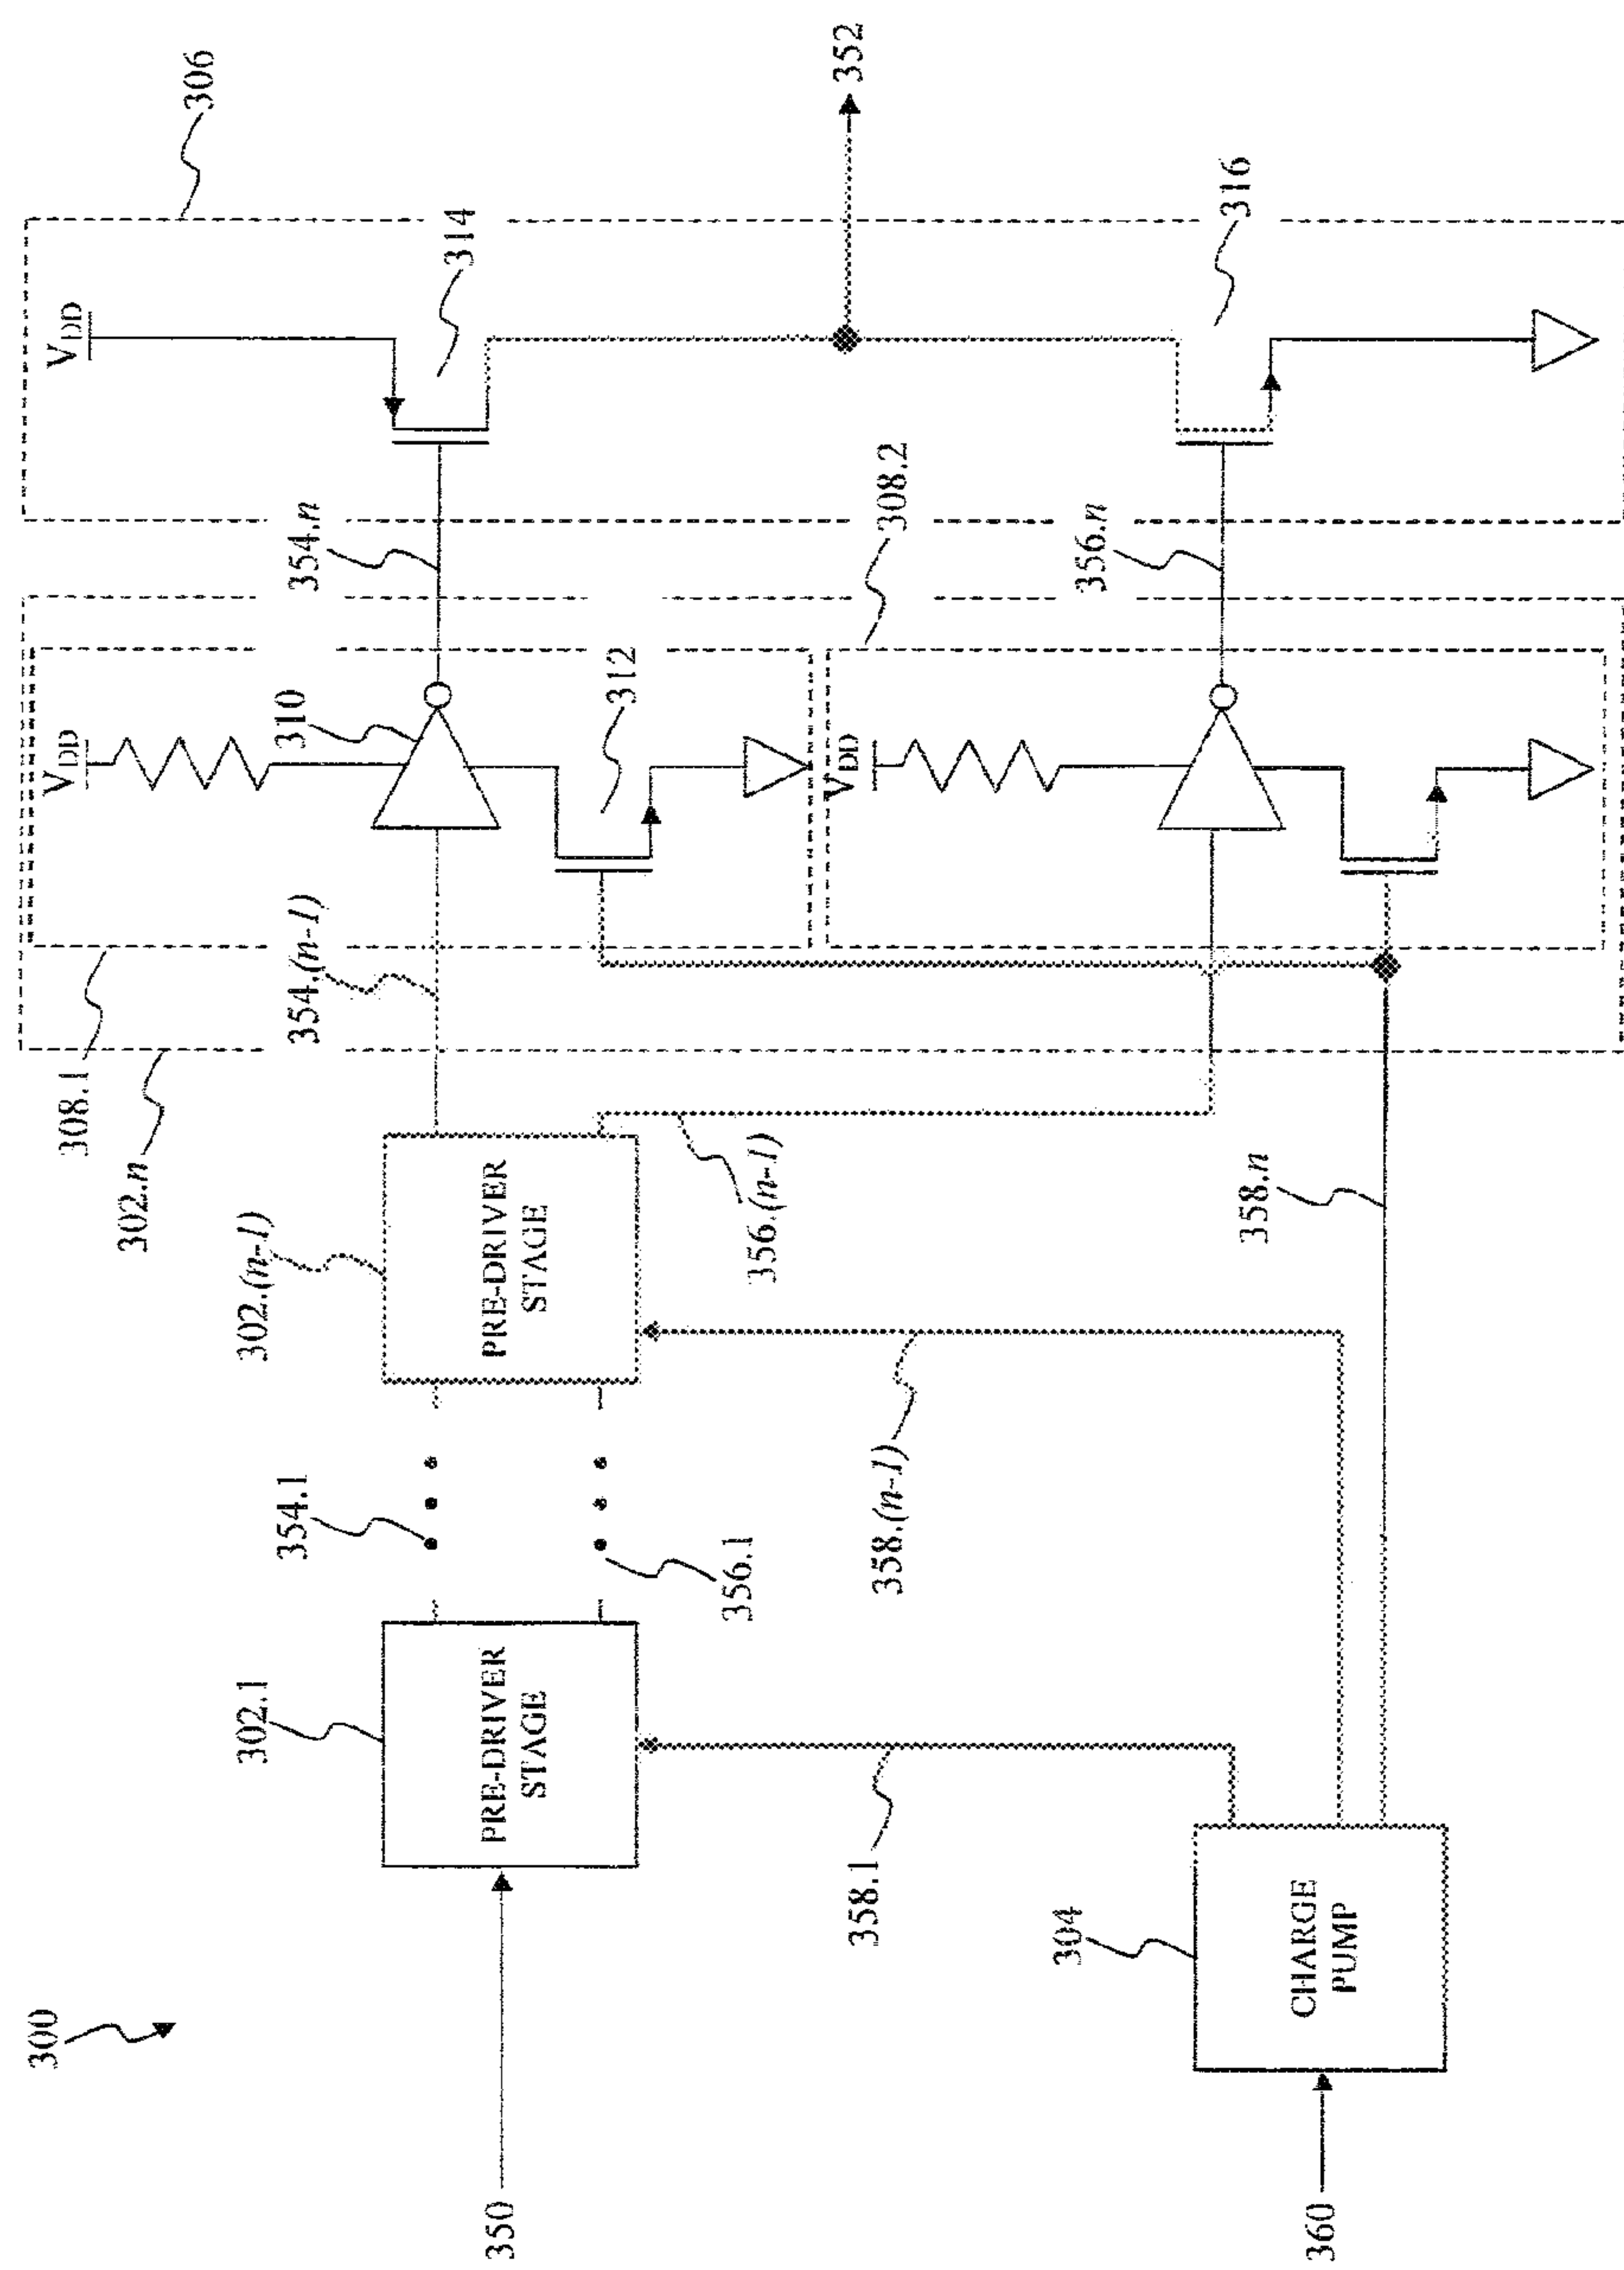 300
350
302.1
PRE-DRIVER
STAGE
354.1
356.1
302.(n-1)
PRE-DRIVER
STAGE
354.(n-1)
356.(n-1)
302.n
308.1
VDD
310
312
354.n
VDD
308.2
356.n
306
VDD
314
316
352
358.1
358.(n-1)
358.n
304
CHARGE
PUMP
360